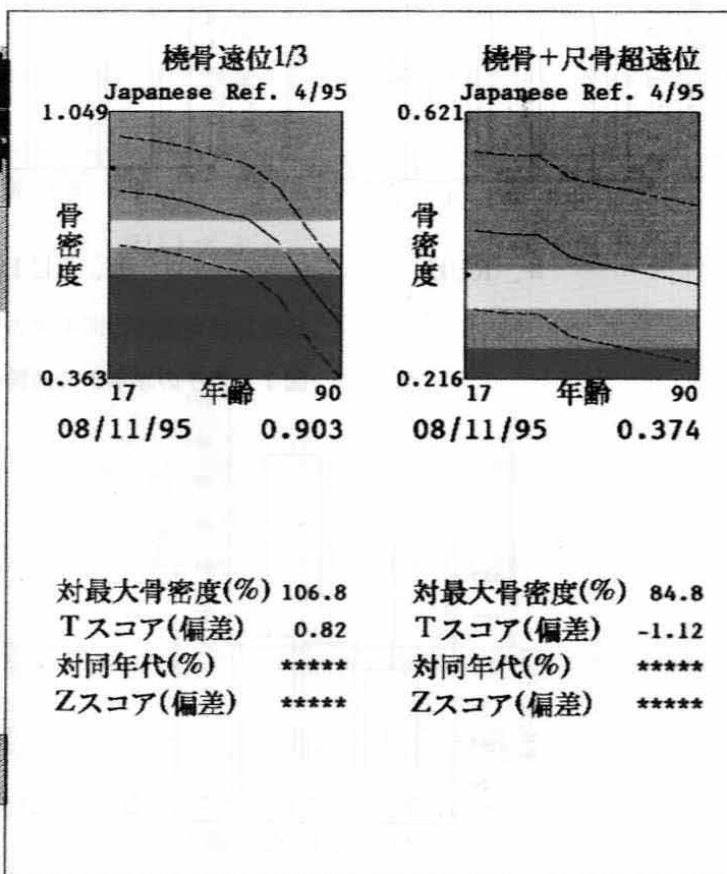 橈骨遠位1/3
Japanese Ref. 4/95
1.049
骨密度
0.363
17 年齢 90
08/11/95 0.903
対最大骨密度(%) 106.8
Tスコア(偏差) 0.82
対同年代(%) *****
Zスコア(偏差) *****
橈骨+尺骨超遠位
Japanese Ref. 4/95
0.621
骨密度
0.216
17 年齢 90
08/11/95 0.374
対最大骨密度(%) 84.8
Tスコア(偏差) -1.12
対同年代(%) *****
Zスコア(偏差) *****